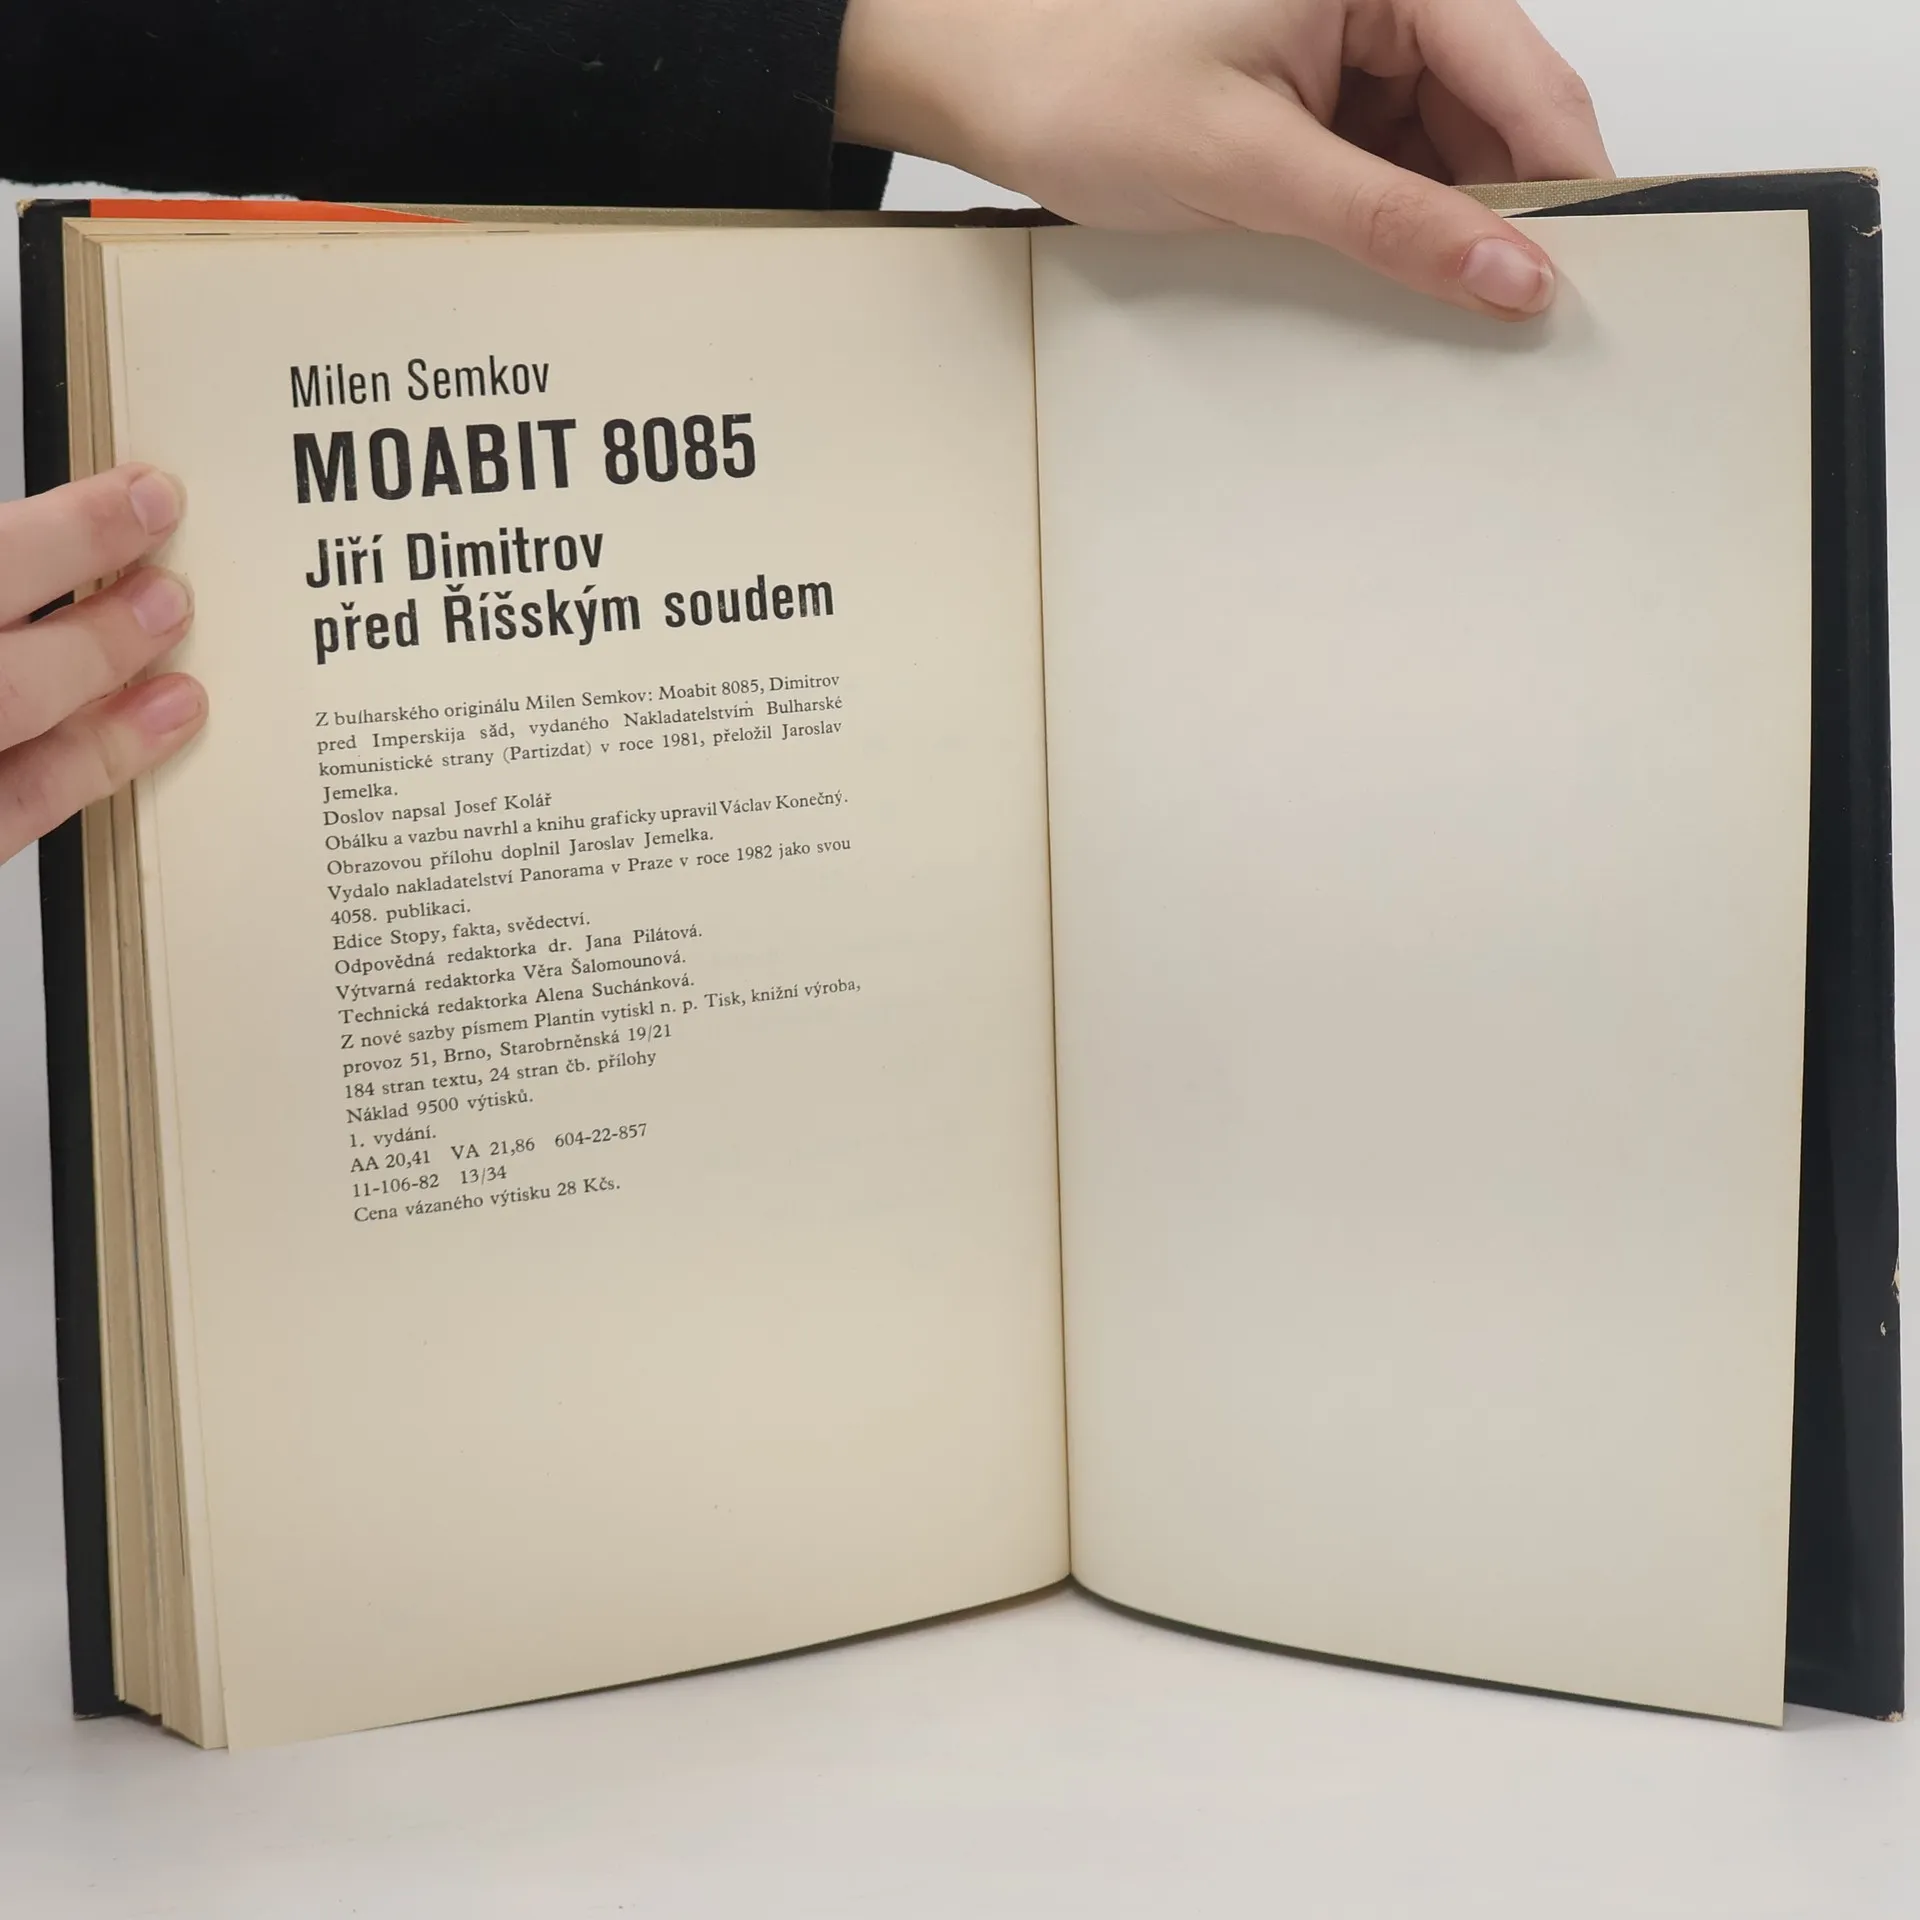 Milen Semkov
MOABIT 8085
Jiří Dimitrov
před Říšským soudem
Z bulharského originálu Milen Semkov: Moabit 8085, Dimitrov
pred Imperskija săd, vydaného Nakladatelstvím Bulharské
komunistické strany (Partizdat) v roce 1981, přeložil Jaroslav
Jemelka.
Doslov napsal Josef Kolář
Obálku a vazbu navrhl a knihu graficky upravil Václav Konečný.
Obrazovou přílohu doplnil Jaroslav Jemelka.
Vydalo nakladatelství Panorama v Praze v roce 1982 jako svou
4058. publikaci.
Edice Stopy, fakta, svědectví.
Odpovědná redaktorka dr. Jana Pilátová.
Výtvarná redaktorka Věra Šalomounová.
Technická redaktorka Alena Suchánková.
Z nové sazby písmem Plantin vytiskl n. p. Tisk, knižní výroba,
provoz 51, Brno, Starobrněnská 19/21
184 stran textu, 24 stran čb. přílohy
Náklad 9500 výtisků.
1. vydání.
AA 20,41 VA 21,86 604-22-857
11-106-82 13/34
Cena vázaného výtisku 28 Kčs.